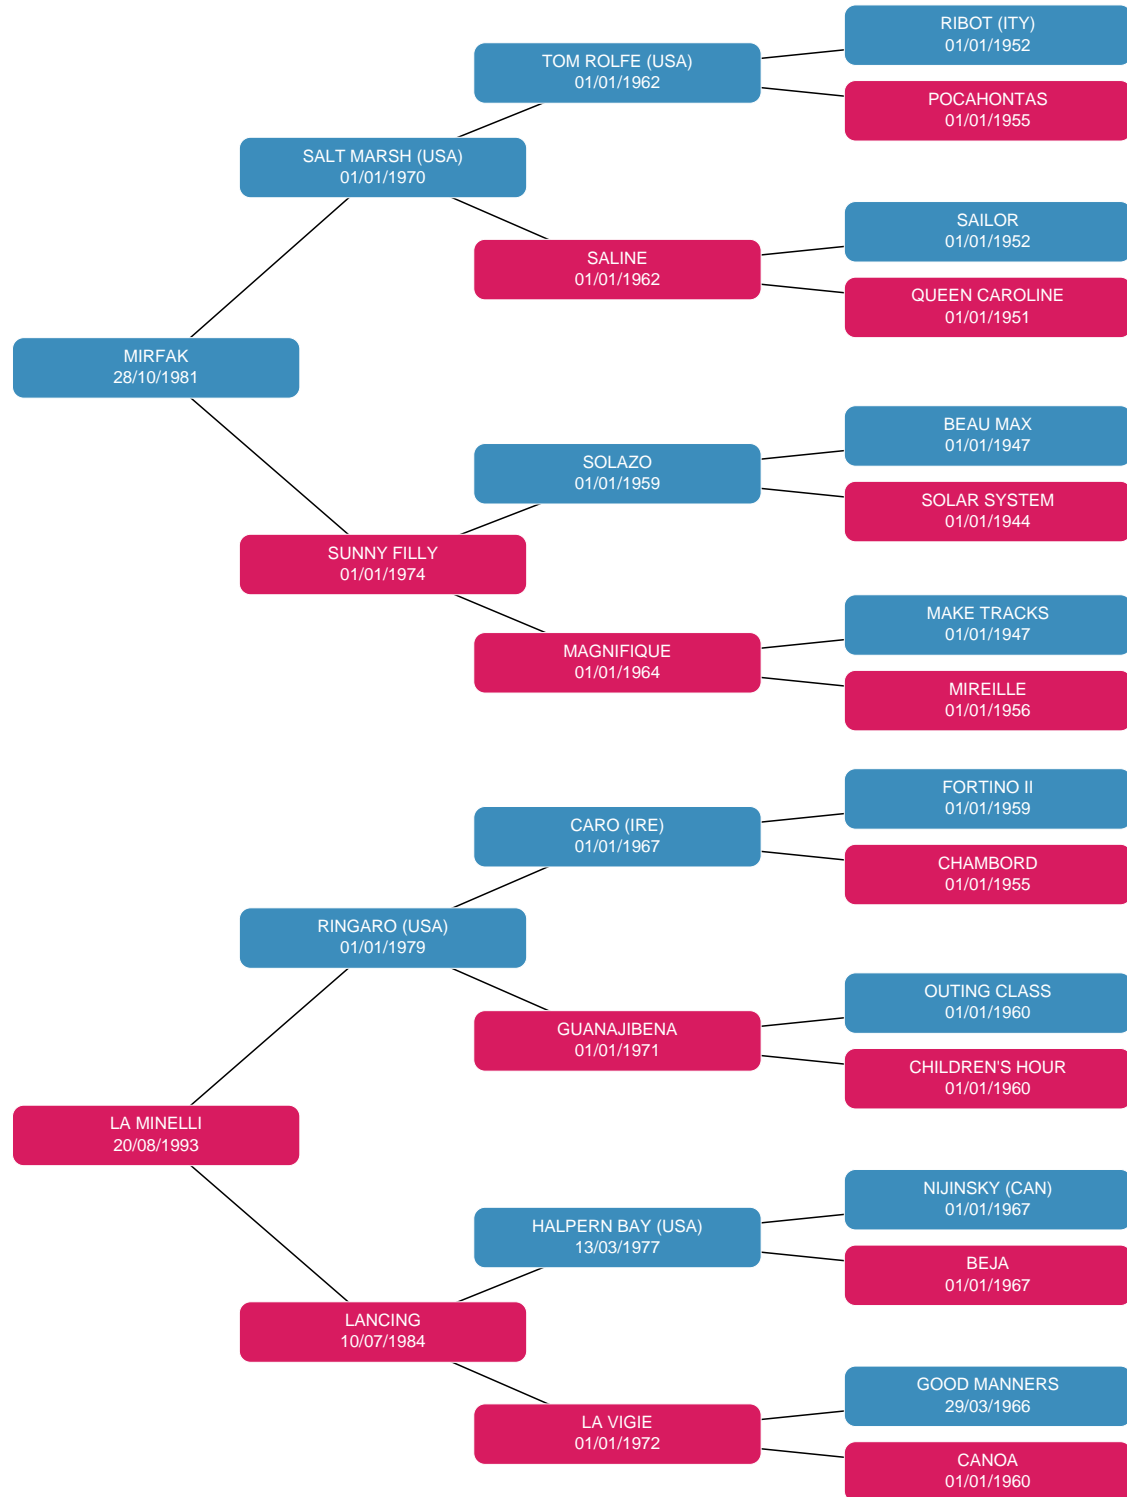 RIBOT (ITY)
01/01/1952
TOM ROLFE (USA)
01/01/1962
POCAHONTAS
01/01/1955
SALT MARSH (USA)
01/01/1970
SAILOR
01/01/1952
SALINE
01/01/1962
QUEEN CAROLINE
01/01/1951
MIRFAK
28/10/1981
BEAU MAX
01/01/1947
SOLAZO
01/01/1959
SOLAR SYSTEM
01/01/1944
SUNNY FILLY
01/01/1974
MAKE TRACKS
01/01/1947
MAGNIFIQUE
01/01/1964
MIREILLE
01/01/1956
FORTINO II
01/01/1959
CARO (IRE)
01/01/1967
CHAMBORD
01/01/1955
RINGARO (USA)
01/01/1979
OUTING CLASS
01/01/1960
GUANAJIBENA
01/01/1971
CHILDREN'S HOUR
01/01/1960
LA MINELLI
20/08/1993
NIJINSKY (CAN)
01/01/1967
HALPERN BAY (USA)
13/03/1977
BEJA
01/01/1967
LANCING
10/07/1984
GOOD MANNERS
29/03/1966
LA VIGIE
01/01/1972
CANOA
01/01/1960